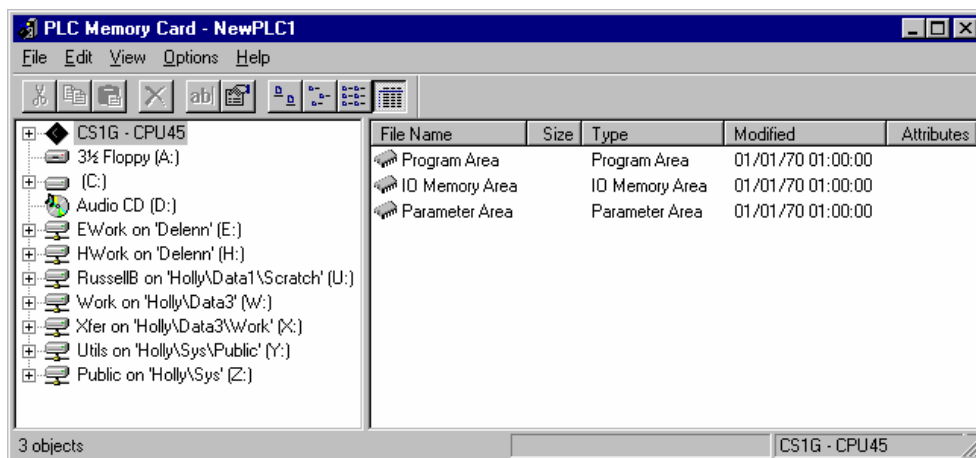 PLC Memory Card - NewPLC1
File Edit View Options Help
ab
CS1G - CPU45
3½ Floppy (A:)
(C:)
Audio CD (D:)
EWork on 'Delenn' (E:)
HWork on 'Delenn' (H:)
RussellB on 'Holly\Data1\Scratch' (U:)
Work on 'Holly\Data3' (W:)
Xfer on 'Holly\Data3\Work' (X:)
Utils on 'Holly\Sys\Public' (Y:)
Public on 'Holly\Sys' (Z:)
File Name Size Type Modified Attributes
Program Area Program Area 01/01/70 01:00:00
IO Memory Area IO Memory Area 01/01/70 01:00:00
Parameter Area Parameter Area 01/01/70 01:00:00
3 objects CS1G - CPU45